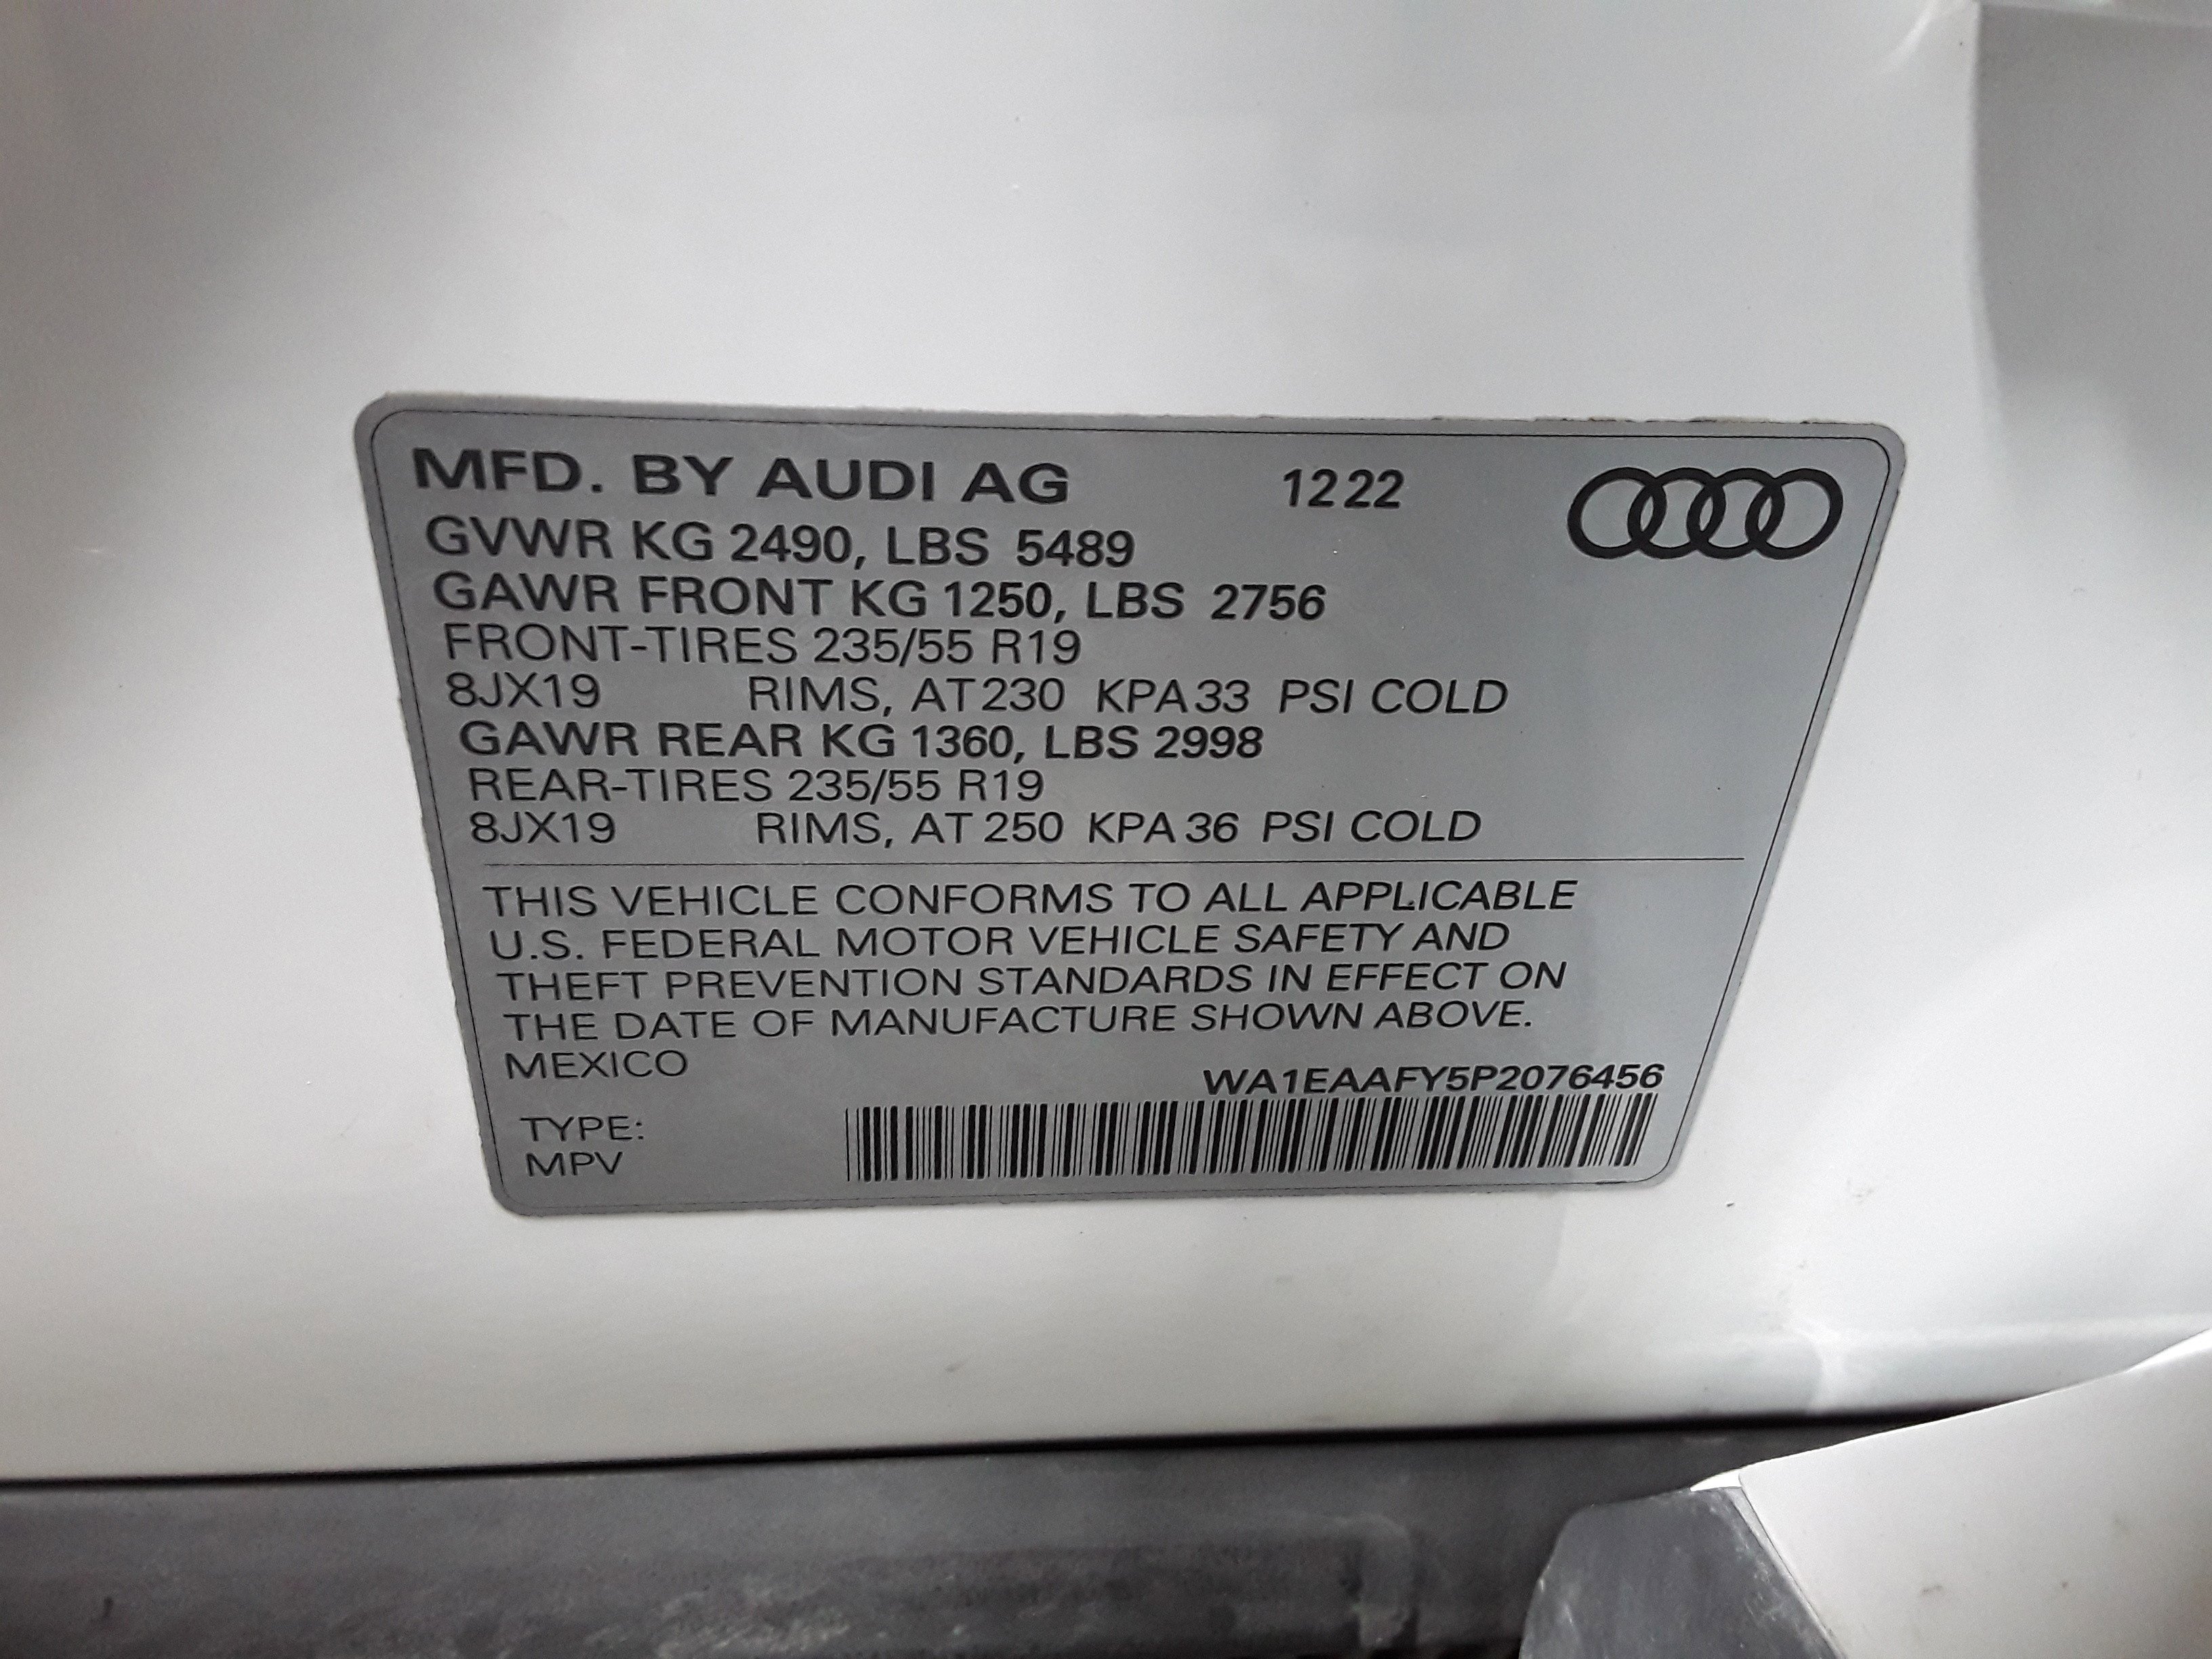 MFD. BY AUDI AG 12 22
GVWR KG 2490, LBS 5489
GAWR FRONT KG 1250, LBS 2756
FRONT-TIRES 235/55 R19
8JX19 RIMS, AT 230 KPA 33 PSI COLD
GAWR REAR KG 1360, LBS 2998
REAR-TIRES 235/55 R19
8JX19 RIMS, AT 250 KPA 36 PSI COLD
THIS VEHICLE CONFORMS TO ALL APPLICABLE
U.S. FEDERAL MOTOR VEHICLE SAFETY AND
THEFT PREVENTION STANDARDS IN EFFECT ON
THE DATE OF MANUFACTURE SHOWN ABOVE.
MEXICO
WA1EAAFY5P2076456
TYPE:
MPV